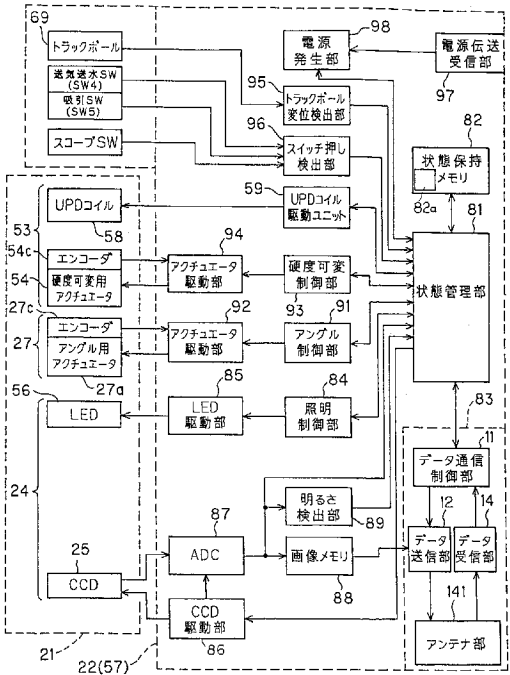 69
トラックボール
送気送水SW
(SW4)
吸引SW
(SW5)
スコープSW
98
電源
発生部
電源伝送
受信部
97
95
トラックボール
変位検出部
96
スイッチ押し
検出部
82
状態保持
メモリ
82a
59
UPDコイル
駆動ユニット
53
UPDコイル
58
81
状態管理部
54c
エンコーダ
54
硬度可変用
アクチュエータ
94
アクチュエータ
駆動部
硬度可変
制御部
93
27c
エンコーダ
27
アングル用
アクチュエータ
27a
92
アクチュエータ
駆動部
91
アングル
制御部
56
LED
85
LED
駆動部
84
照明
制御部
83
11
データ通信
制御部
24
明るさ
検出部
89
12
データ
送信部
14
データ
受信部
87
ADC
画像メモリ
88
25
CCD
CCD
駆動部
86
141
アンテナ部
21
22(57)